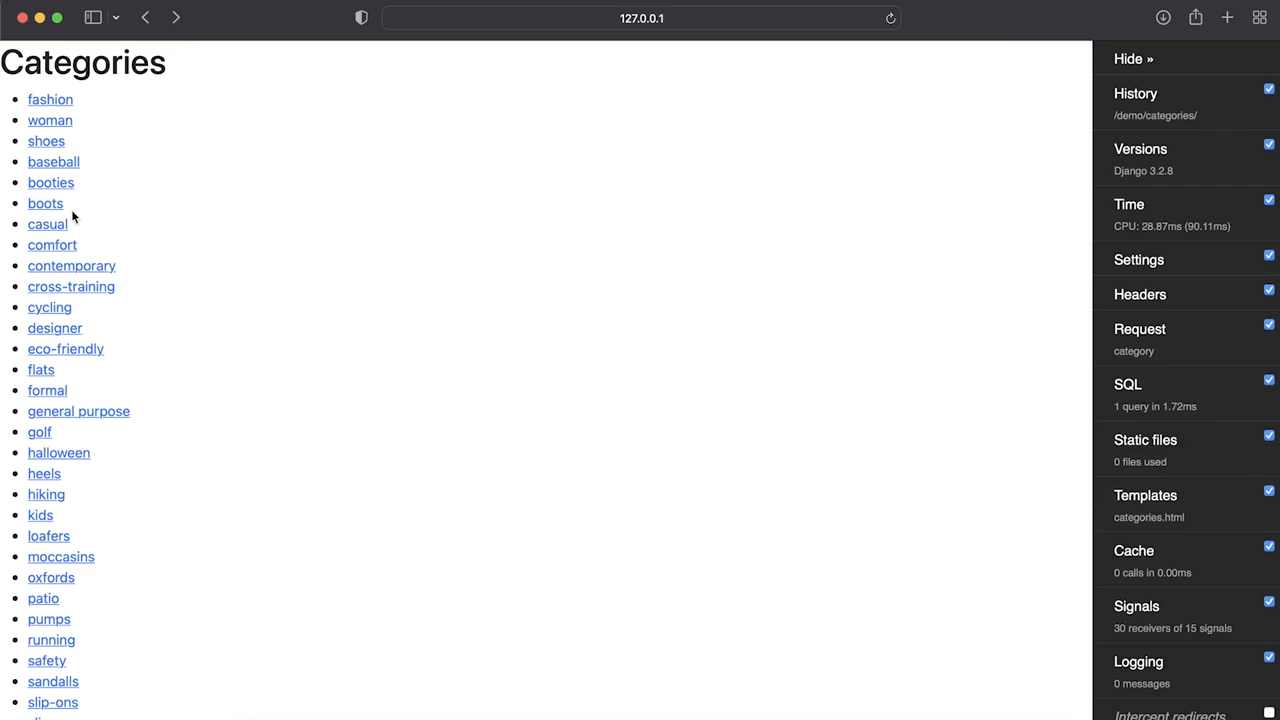 127.0.0.1
Categories
fashion
woman
shoes
baseball
booties
boots
casual
comfort
contemporary
cross-training
cycling
designer
eco-friendly
flats
formal
general purpose
golf
halloween
heels
hiking
kids
loafers
moccasins
oxfords
patio
pumps
running
safety
sandalls
slip-ons
Hide »
History
/demo/categories/
Versions
Django 3.2.8
Time
CPU: 28.87ms (90.11ms)
Settings
Headers
Request
category
SQL
1 query in 1.72ms
Static files
0 files used
Templates
categories.html
Cache
0 calls in 0.00ms
Signals
30 receivers of 15 signals
Logging
0 messages
Intercept redirects